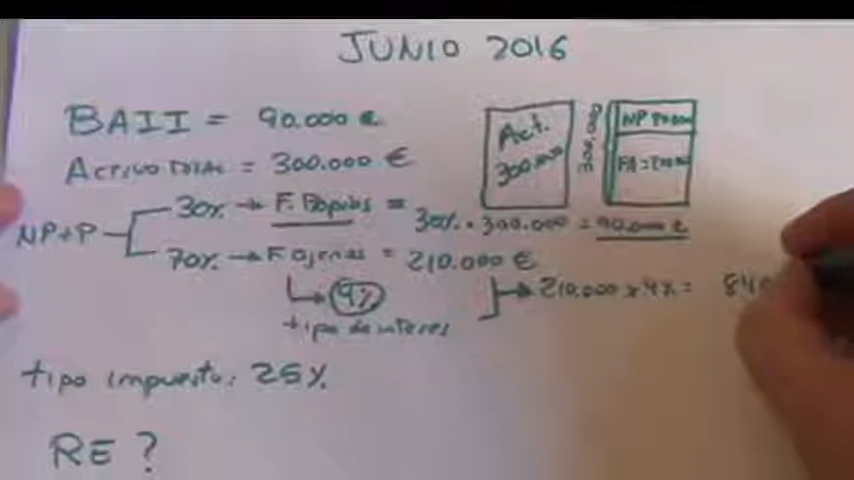 JUNIO 2016
BAII = 90.000 €
Act. 300.000
300.000
NP 90.000
FA = 210.000
ACTIVO TOTAL = 300.000 €
NP+P
30% → F. Propios = 30% · 300.000 = 90.000 €
70% → F ajenas = 210.000 €
4%
tipo de interes
210.000 x 4% = 840
tipo impuesto: 25%
RE ?